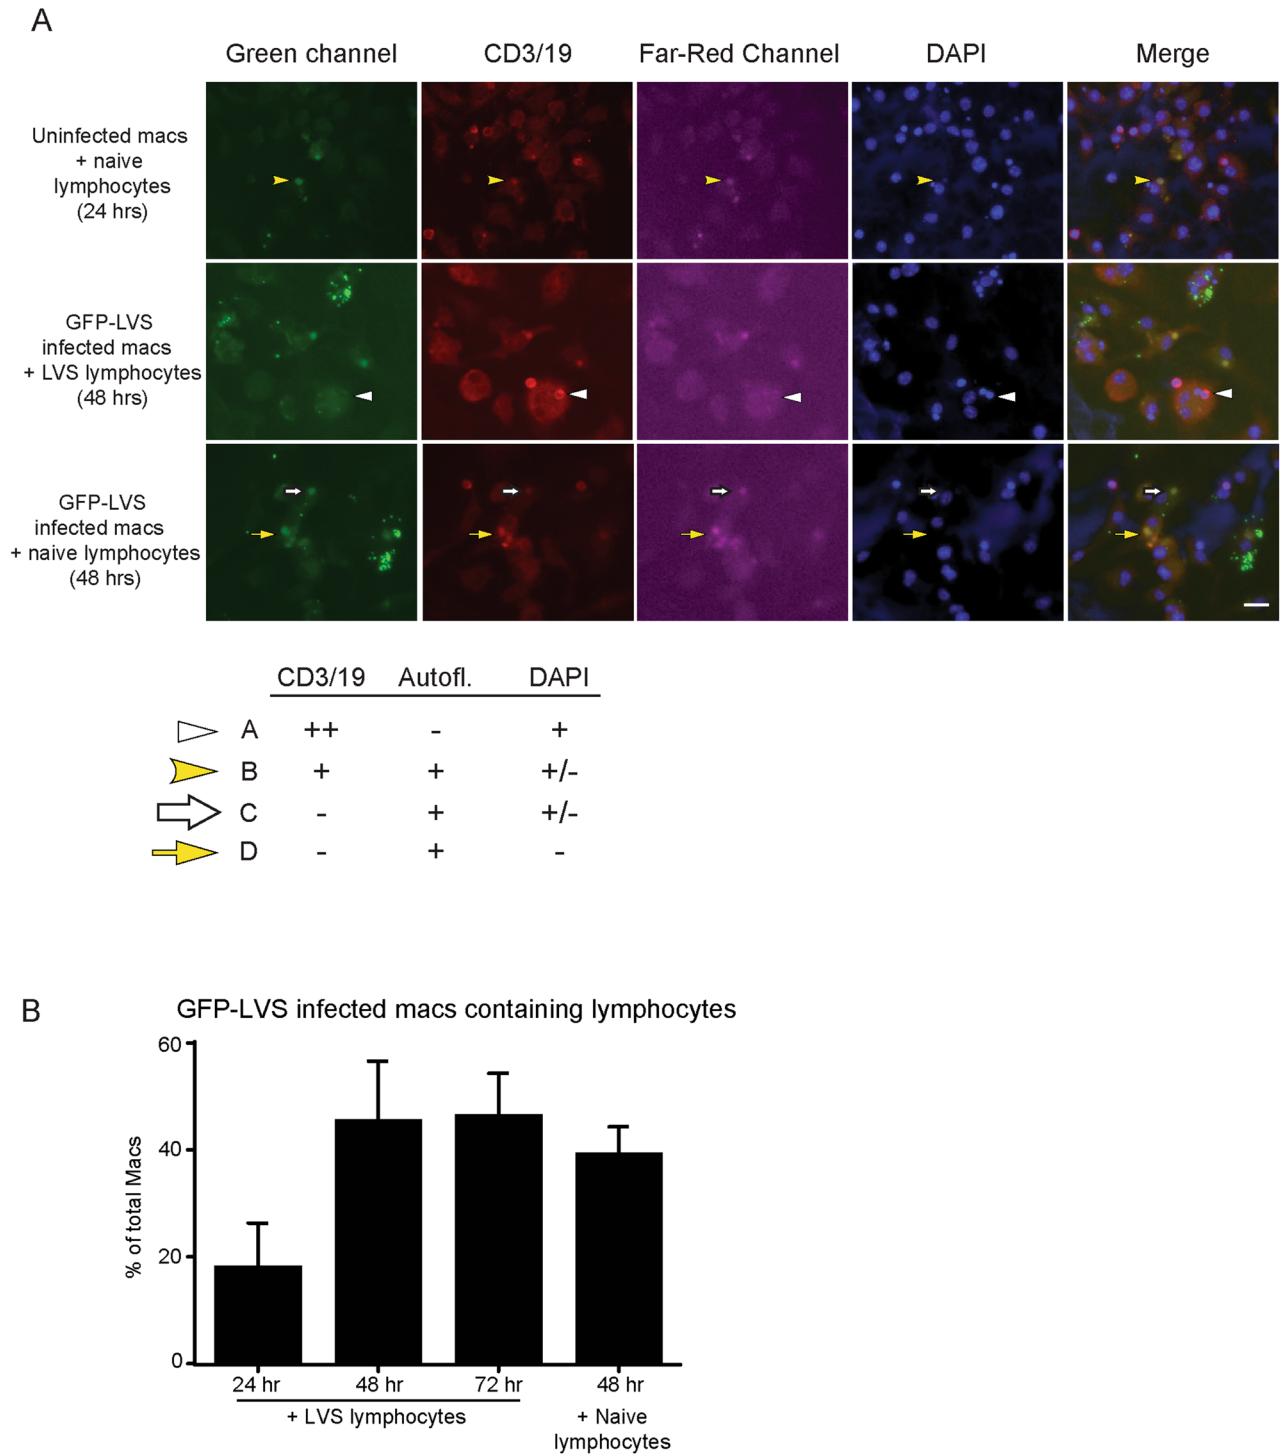 A
Green channel
CD3/19
Far-Red Channel
DAPI
Merge
Uninfected macs
+ naive
lymphocytes
(24 hrs)
GFP-LVS
infected macs
+ LVS lymphocytes
(48 hrs)
GFP-LVS
infected macs
+ naive lymphocytes
(48 hrs)
CD3/19 Autofl. DAPI
A ++ - +
B + + +/-
C - + +/-
D - + -
B
GFP-LVS infected macs containing lymphocytes
% of total Macs
60
40
20
0
24 hr
48 hr
72 hr
48 hr
+ LVS lymphocytes
+ Naive
lymphocytes